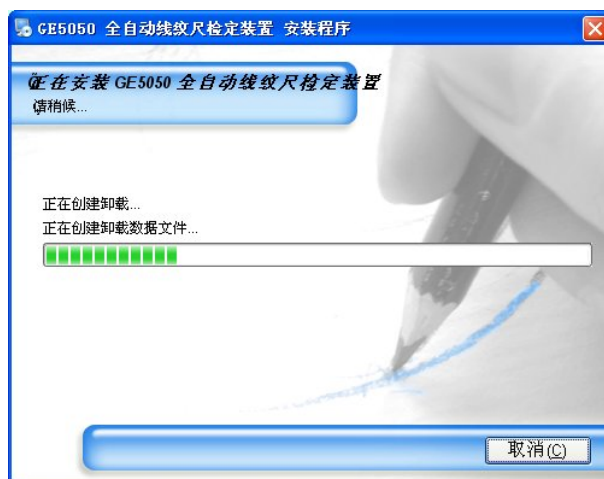 GE5050 全自动线纹尺检定装置 安装程序
正在安装 GE5050 全自动线纹尺检定装置
请稍候...
正在创建卸载...
正在创建卸载数据文件...
取消(C)